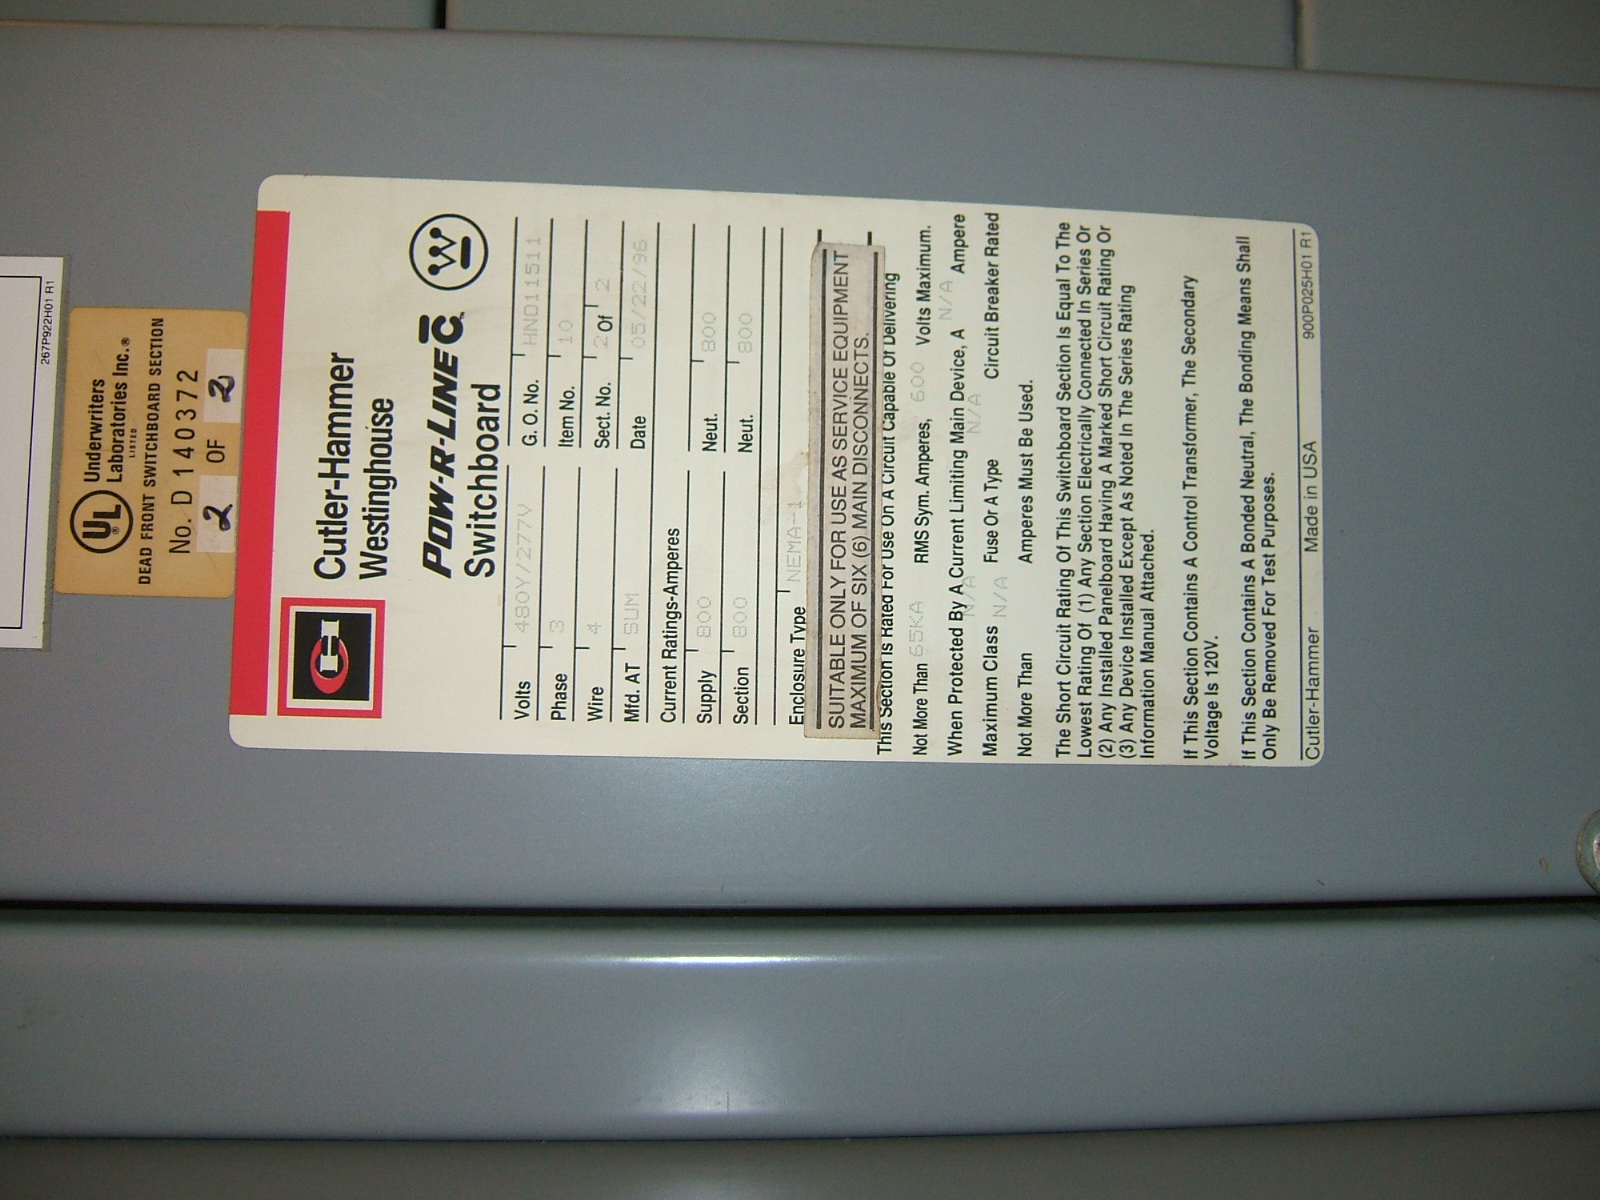 267P922H01 R1
UL
Underwriters
Laboratories Inc.®
LISTED
DEAD FRONT SWITCHBOARD SECTION
No. D 140372
2 OF 2
CH
Cutler-Hammer
Westinghouse
W
POW-R-LINE C
Switchboard
Volts 480Y/277V G. O. No. HN011511
Phase 3 Item No. 10
Wire 4 Sect. No. 2 Of 2
Mfd. AT SUM Date 05/22/96
Current Ratings-Amperes
Supply 800 Neut. 800
Section 800 Neut. 800
Enclosure Type NEMA-1
SUITABLE ONLY FOR USE AS SERVICE EQUIPMENT
MAXIMUM OF SIX (6) MAIN DISCONNECTS.
This Section Is Rated For Use On A Circuit Capable Of Delivering
Not More Than 65KA RMS Sym. Amperes, 600 Volts Maximum.
When Protected By A Current Limiting Main Device, A N/A Ampere
N/A N/A
Maximum Class N/A Fuse Or A Type Circuit Breaker Rated
Not More Than Amperes Must Be Used.
The Short Circuit Rating Of This Switchboard Section Is Equal To The
Lowest Rating Of (1) Any Section Electrically Connected In Series Or
(2) Any Installed Panelboard Having A Marked Short Circuit Rating Or
(3) Any Device Installed Except As Noted In The Series Rating
Information Manual Attached.
If This Section Contains A Control Transformer, The Secondary
Voltage Is 120V.
If This Section Contains A Bonded Neutral, The Bonding Means Shall
Only Be Removed For Test Purposes.
Cutler-Hammer Made in USA 900P025H01 R1